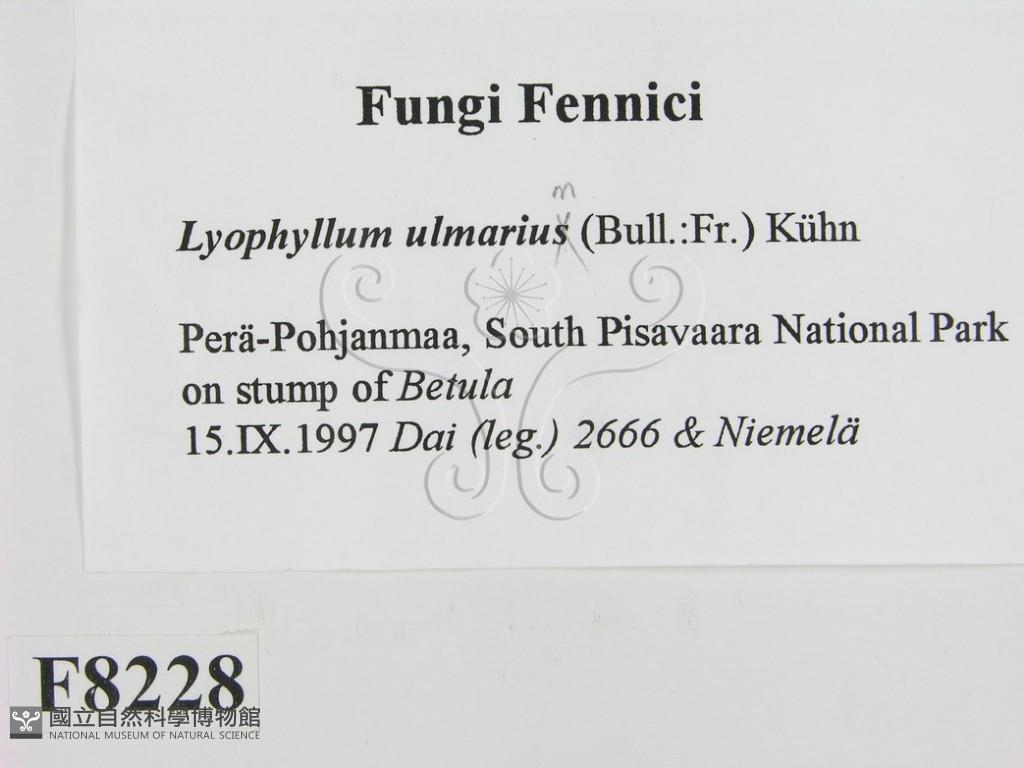 Fungi Fennici
m
Lyophyllum ulmarius (Bull.:Fr.) Kühn
Perä-Pohjanmaa, South Pisavaara National Park
on stump of Betula
15.IX.1997 Dai (leg.) 2666 & Niemelä
F8228
國立自然科學博物館
NATIONAL MUSEUM OF NATURAL SCIENCE